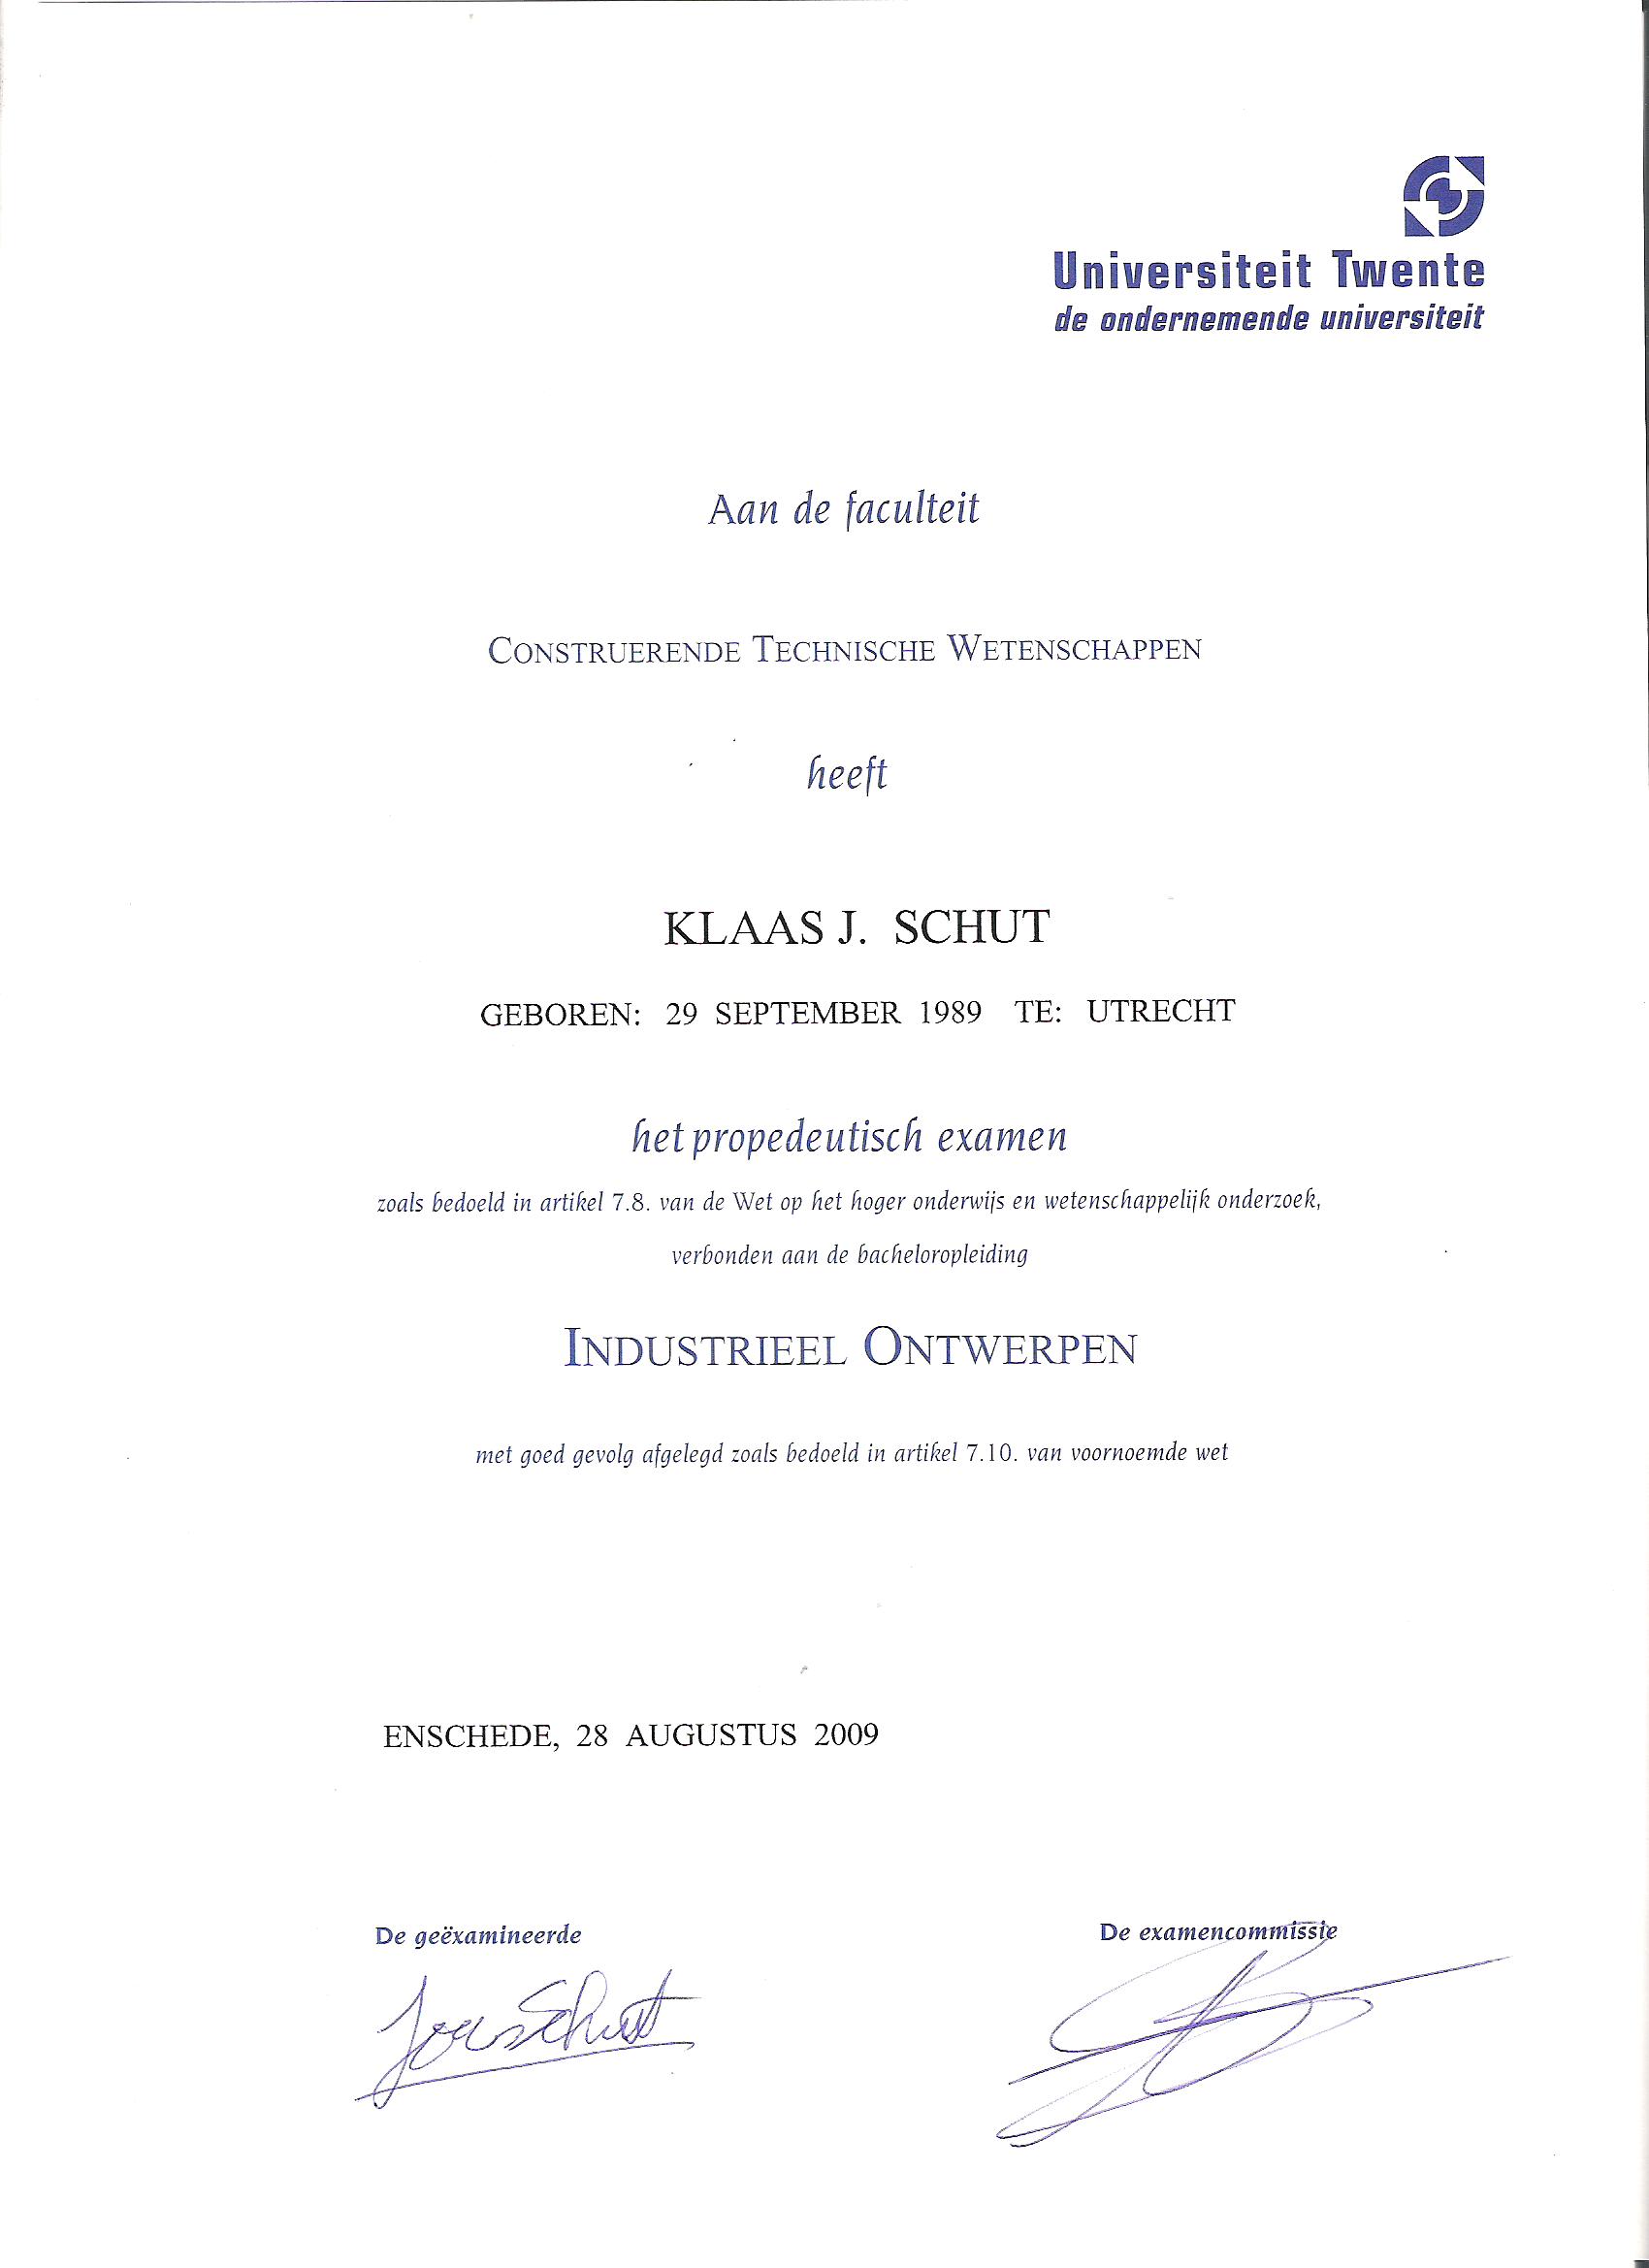 Universiteit Twente
de ondernemende universiteit
Aan de faculteit
CONSTRUERENDE TECHNISCHE WETENSCHAPPEN
heeft
KLAAS J. SCHUT
GEBOREN: 29 SEPTEMBER 1989 TE: UTRECHT
het propedeutisch examen
zoals bedoeld in artikel 7.8. van de Wet op het hoger onderwijs en wetenschappelijk onderzoek,
verbonden aan de bacheloropleiding
INDUSTRIEEL ONTWERPEN
met goed gevolg afgelegd zoals bedoeld in artikel 7.10. van voornoemde wet
ENSCHEDE, 28 AUGUSTUS 2009
De geëxamineerde
De examencommissie
Schut